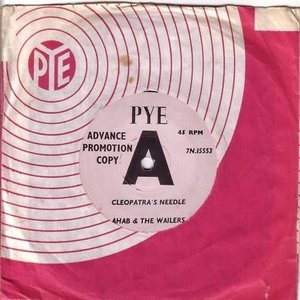 PYE
PYE
ADVANCE
PROMOTION
COPY
A
45 RPM
7N.15553
CLEOPATRA'S NEEDLE
AHAB & THE WAILERS